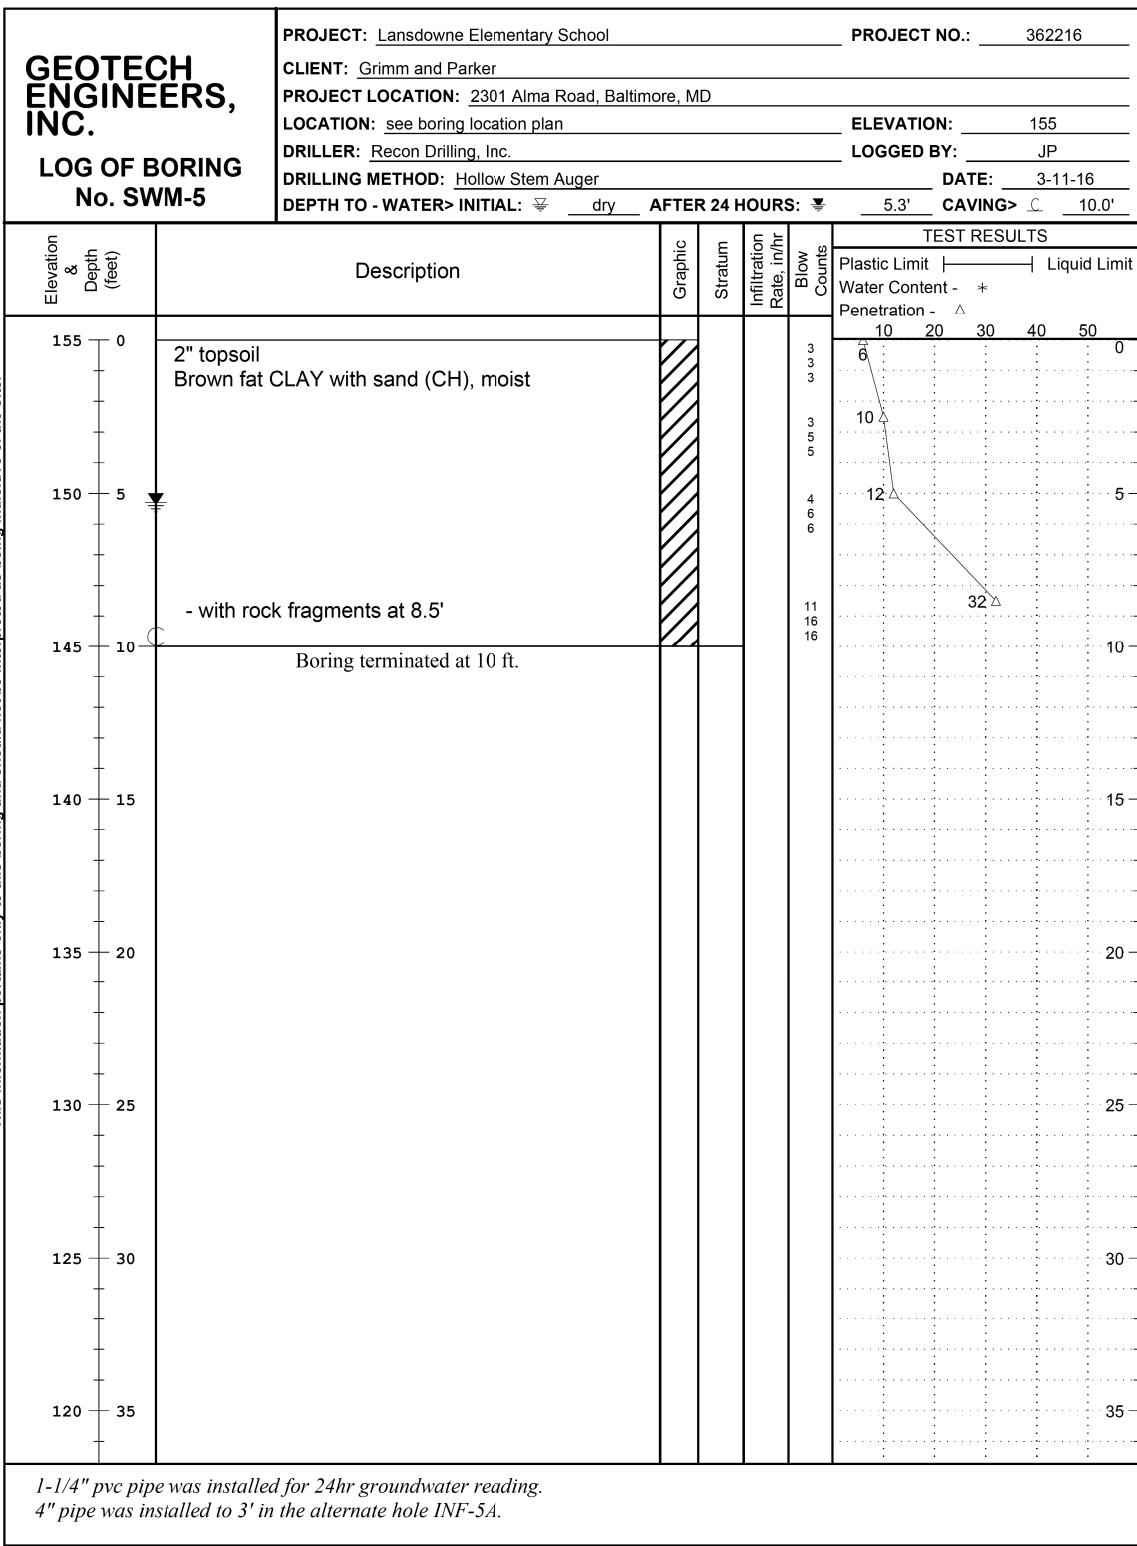 GEOTECH
ENGINEERS,
INC.
LOG OF BORING
No. SWM-5
PROJECT: Lansdowne Elementary School PROJECT NO.: 362216
CLIENT: Grimm and Parker
PROJECT LOCATION: 2301 Alma Road, Baltimore, MD
LOCATION: see boring location plan ELEVATION: 155
DRILLER: Recon Drilling, Inc. LOGGED BY: JP
DRILLING METHOD: Hollow Stem Auger DATE: 3-11-16
DEPTH TO - WATER> INITIAL: dry AFTER 24 HOURS: 5.3' CAVING> C 10.0'
Elevation
&
Depth
(feet)
Description
Graphic
Stratum
Infiltration
Rate, in/hr
Blow
Counts
TEST RESULTS
Plastic Limit Liquid Limit
Water Content -
Penetration -
10 20 30 40 50
155 0
2" topsoil
Brown fat CLAY with sand (CH), moist
3
3
3
6
0
3
5
5
10
150 5
4
6
6
12
5
- with rock fragments at 8.5'
11
16
16
32
C
145 10
10
Boring terminated at 10 ft.
140 15
15
135 20
20
130 25
25
125 30
30
120 35
35
1-1/4" pvc pipe was installed for 24hr groundwater reading.
4" pipe was installed to 3' in the alternate hole INF-5A.